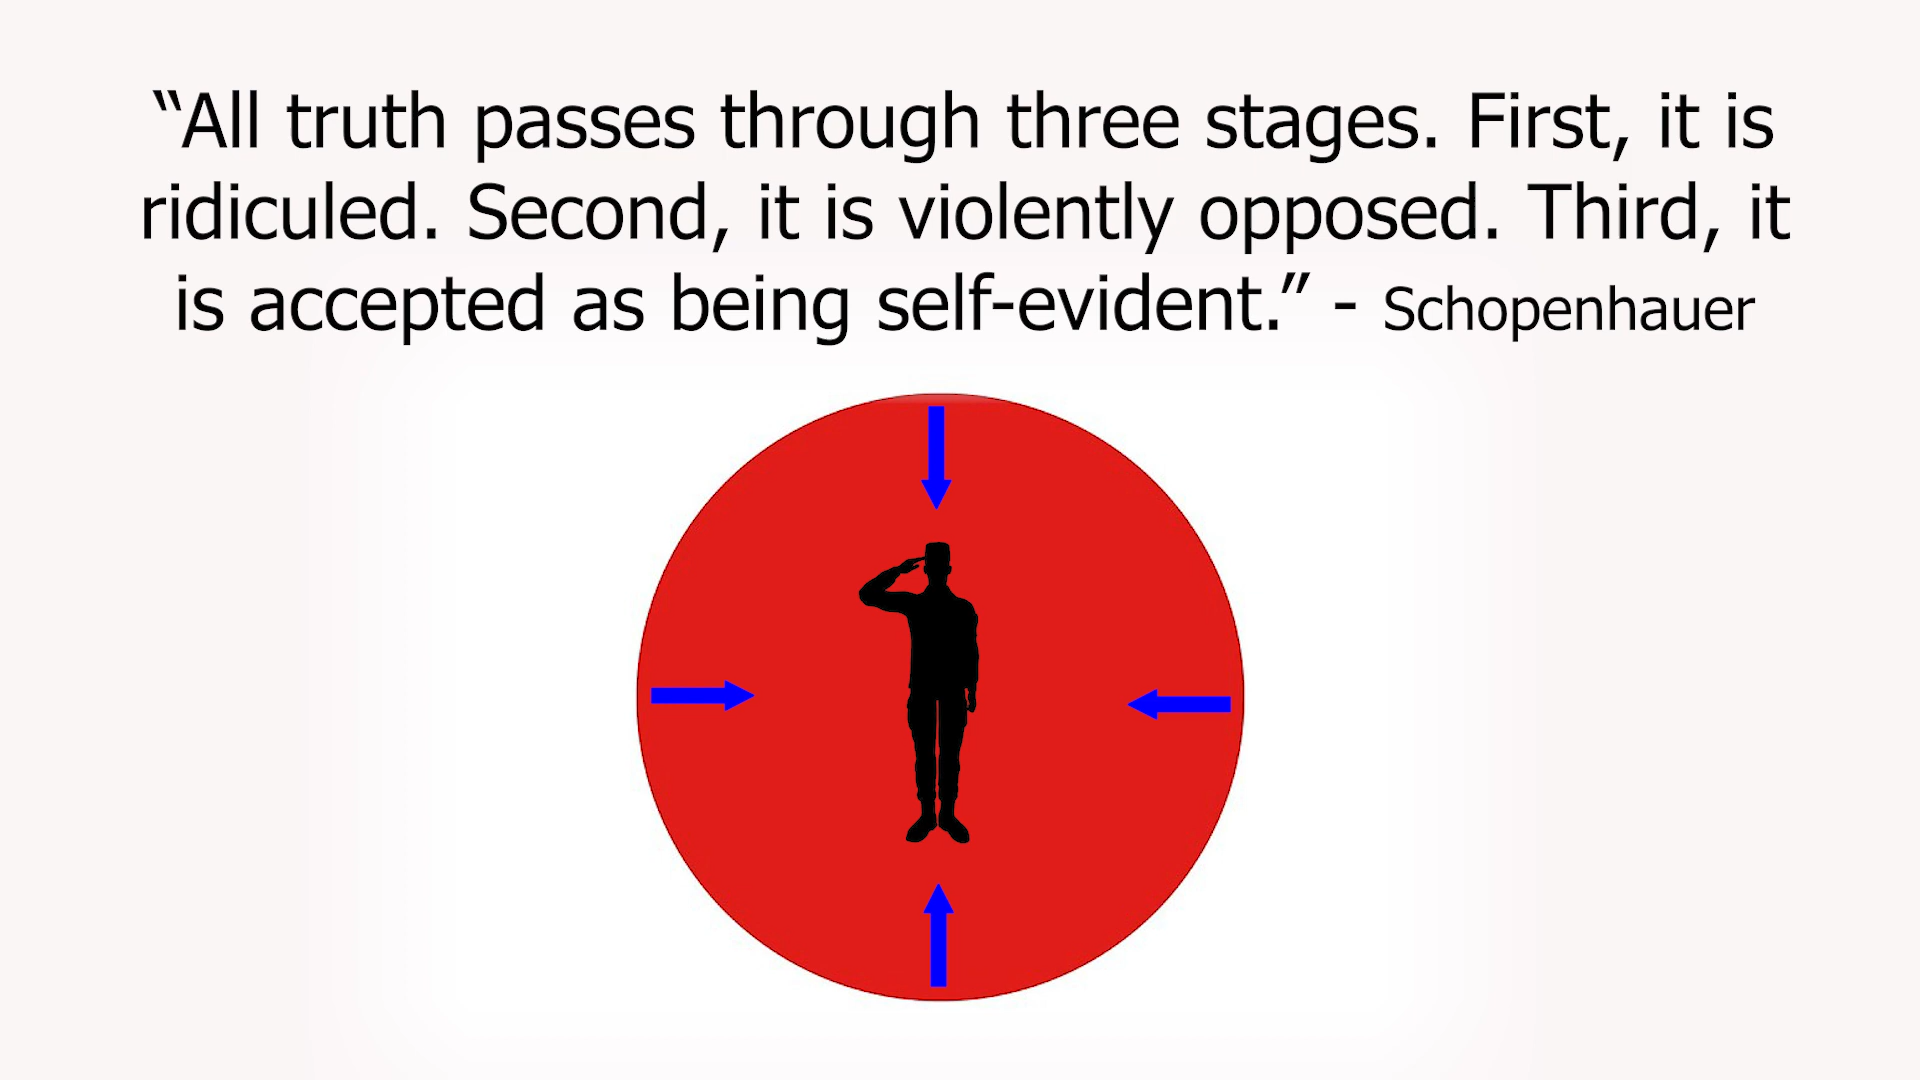 “All truth passes through three stages. First, it is
ridiculed. Second, it is violently opposed. Third, it
is accepted as being self-evident.” - Schopenhauer